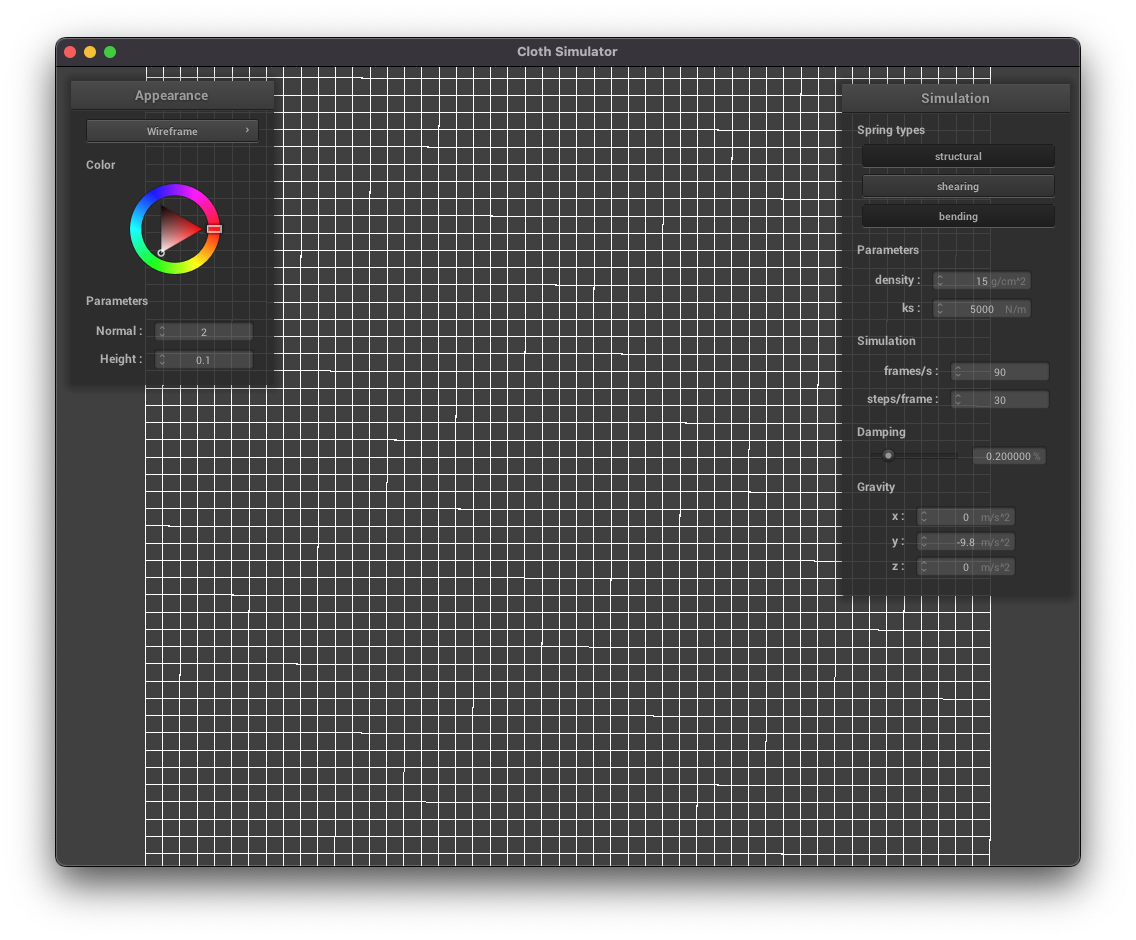 Cloth Simulator
Appearance
Wireframe
Color
Parameters
Normal : 2
Height : 0.1
Simulation
Spring types
structural
shearing
bending
Parameters
density : 15 g/cm^2
ks : 5000 N/m
Simulation
frames/s : 90
steps/frame : 30
Damping
0.200000 %
Gravity
x : 0 m/s^2
y : -9.8 m/s^2
z : 0 m/s^2